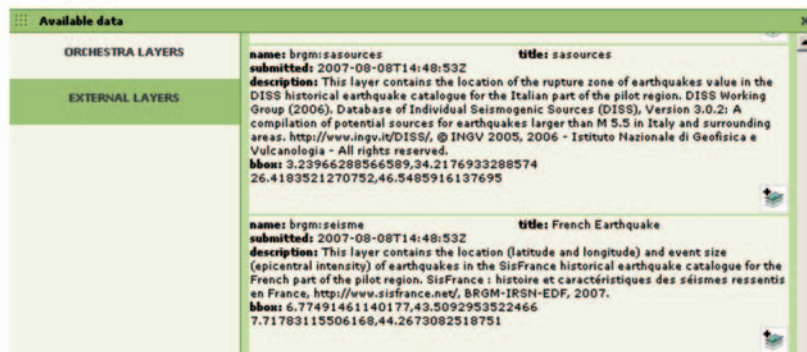 Available data
x
ORCHESTRA LAYERS
EXTERNAL LAYERS
name: brgm:sasources title: sasources
submitted: 2007-08-08T14:48:53Z
description: This layer contains the location of the rupture zone of earthquakes value in the
DISS historical earthquake catalogue for the Italian part of the pilot region. DISS Working
Group (2006). Database of Individual Seismogenic Sources (DISS), Version 3.0.2: A
compilation of potential sources for earthquakes larger than M 5.5 in Italy and surrounding
areas. http://www.ingv.it/DISS/, © INGV 2005, 2006 - Istituto Nazionale di Geofisica e
Vulcanologia - All rights reserved.
bbox: 3.23966288566589,34.2176933288574
26.4183521270752,46.5485916137695
name: brgm:seisme title: French Earthquake
submitted: 2007-08-08T14:48:53Z
description: This layer contains the location (latitude and longitude) and event size
(epicentral intensity) of earthquakes in the SisFrance historical earthquake catalogue for the
French part of the pilot region. SisFrance : histoire et caractéristiques des séismes ressentis
en France, http://www.sisfrance.net/, BRGM-IRSN-EDF, 2007.
bbox: 6.77491461140177,43.5092953522466
7.71783115506168,44.2673082518751